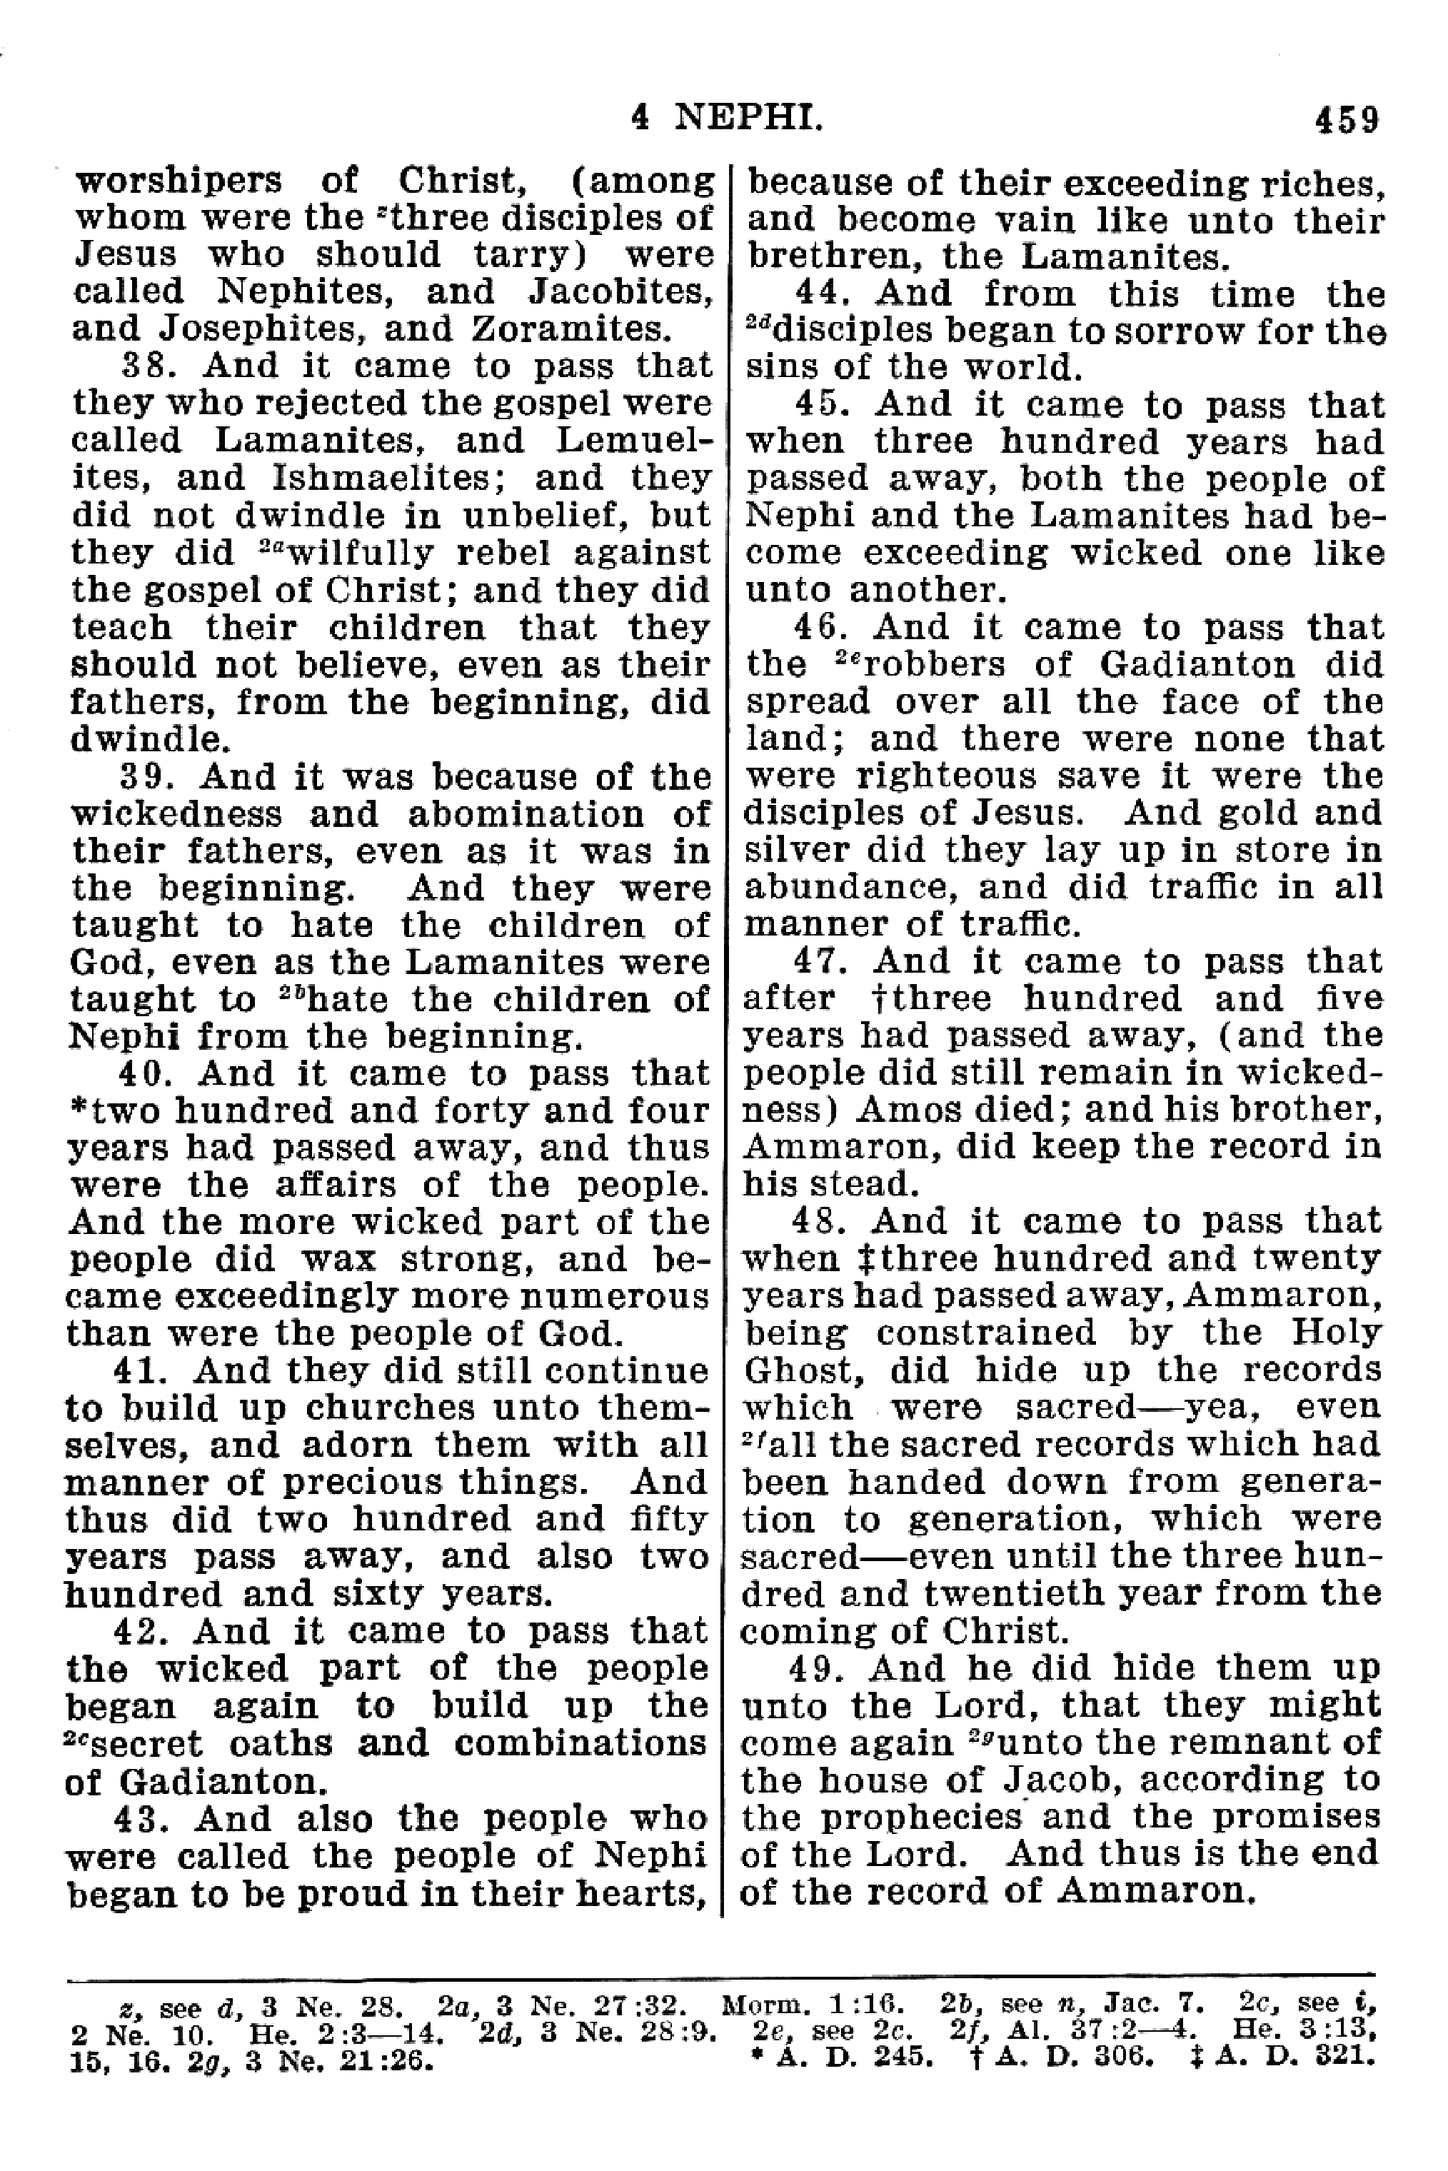 4 NEPHI.
459
worshipers of Christ, (among
whom were the ᶻthree disciples of
Jesus who should tarry) were
called Nephites, and Jacobites,
and Josephites, and Zoramites.
38. And it came to pass that
they who rejected the gospel were
called Lamanites, and Lemuel-
ites, and Ishmaelites; and they
did not dwindle in unbelief, but
they did ²ᵃwilfully rebel against
the gospel of Christ; and they did
teach their children that they
should not believe, even as their
fathers, from the beginning, did
dwindle.
39. And it was because of the
wickedness and abomination of
their fathers, even as it was in
the beginning. And they were
taught to hate the children of
God, even as the Lamanites were
taught to ²ᵇhate the children of
Nephi from the beginning.
40. And it came to pass that
*two hundred and forty and four
years had passed away, and thus
were the affairs of the people.
And the more wicked part of the
people did wax strong, and be-
came exceedingly more numerous
than were the people of God.
41. And they did still continue
to build up churches unto them-
selves, and adorn them with all
manner of precious things. And
thus did two hundred and fifty
years pass away, and also two
hundred and sixty years.
42. And it came to pass that
the wicked part of the people
began again to build up the
²ᶜsecret oaths and combinations
of Gadianton.
43. And also the people who
were called the people of Nephi
began to be proud in their hearts,
because of their exceeding riches,
and become vain like unto their
brethren, the Lamanites.
44. And from this time the
²ᵈdisciples began to sorrow for the
sins of the world.
45. And it came to pass that
when three hundred years had
passed away, both the people of
Nephi and the Lamanites had be-
come exceeding wicked one like
unto another.
46. And it came to pass that
the ²ᵉrobbers of Gadianton did
spread over all the face of the
land; and there were none that
were righteous save it were the
disciples of Jesus. And gold and
silver did they lay up in store in
abundance, and did traffic in all
manner of traffic.
47. And it came to pass that
after †three hundred and five
years had passed away, (and the
people did still remain in wicked-
ness) Amos died; and his brother,
Ammaron, did keep the record in
his stead.
48. And it came to pass that
when ‡three hundred and twenty
years had passed away, Ammaron,
being constrained by the Holy
Ghost, did hide up the records
which were sacred—yea, even
²ᶠall the sacred records which had
been handed down from genera-
tion to generation, which were
sacred—even until the three hun-
dred and twentieth year from the
coming of Christ.
49. And he did hide them up
unto the Lord, that they might
come again ²ᵍunto the remnant of
the house of Jacob, according to
the prophecies and the promises
of the Lord. And thus is the end
of the record of Ammaron.
z, see d, 3 Ne. 28. 2a, 3 Ne. 27:32. Morm. 1:16. 2b, see n, Jac. 7. 2c, see i,
2 Ne. 10. He. 2:3—14. 2d, 3 Ne. 28:9. 2e, see 2c. 2f, Al. 37:2—4. He. 3:13,
15, 16. 2g, 3 Ne. 21:26. * A. D. 245. † A. D. 306. ‡ A. D. 321.